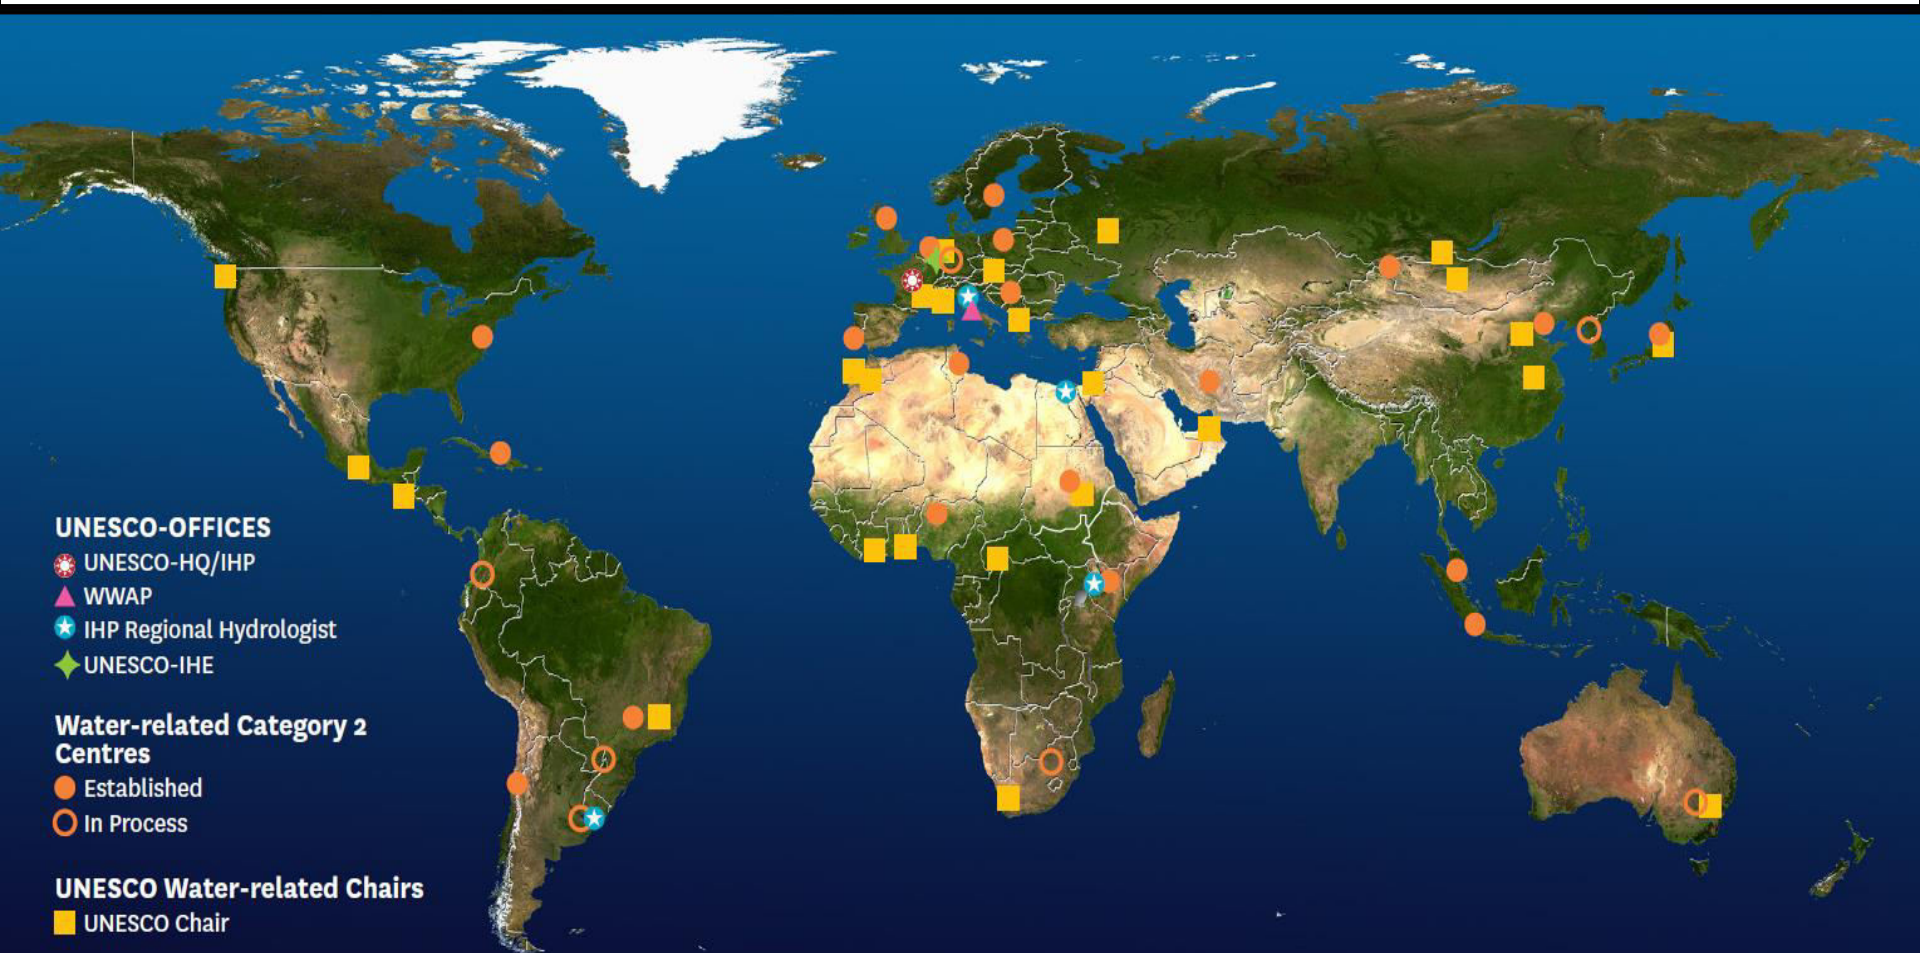 UNESCO-OFFICES
UNESCO-HQ/IHP
WWAP
IHP Regional Hydrologist
UNESCO-IHE
Water-related Category 2
Centres
Established
In Process
UNESCO Water-related Chairs
UNESCO Chair